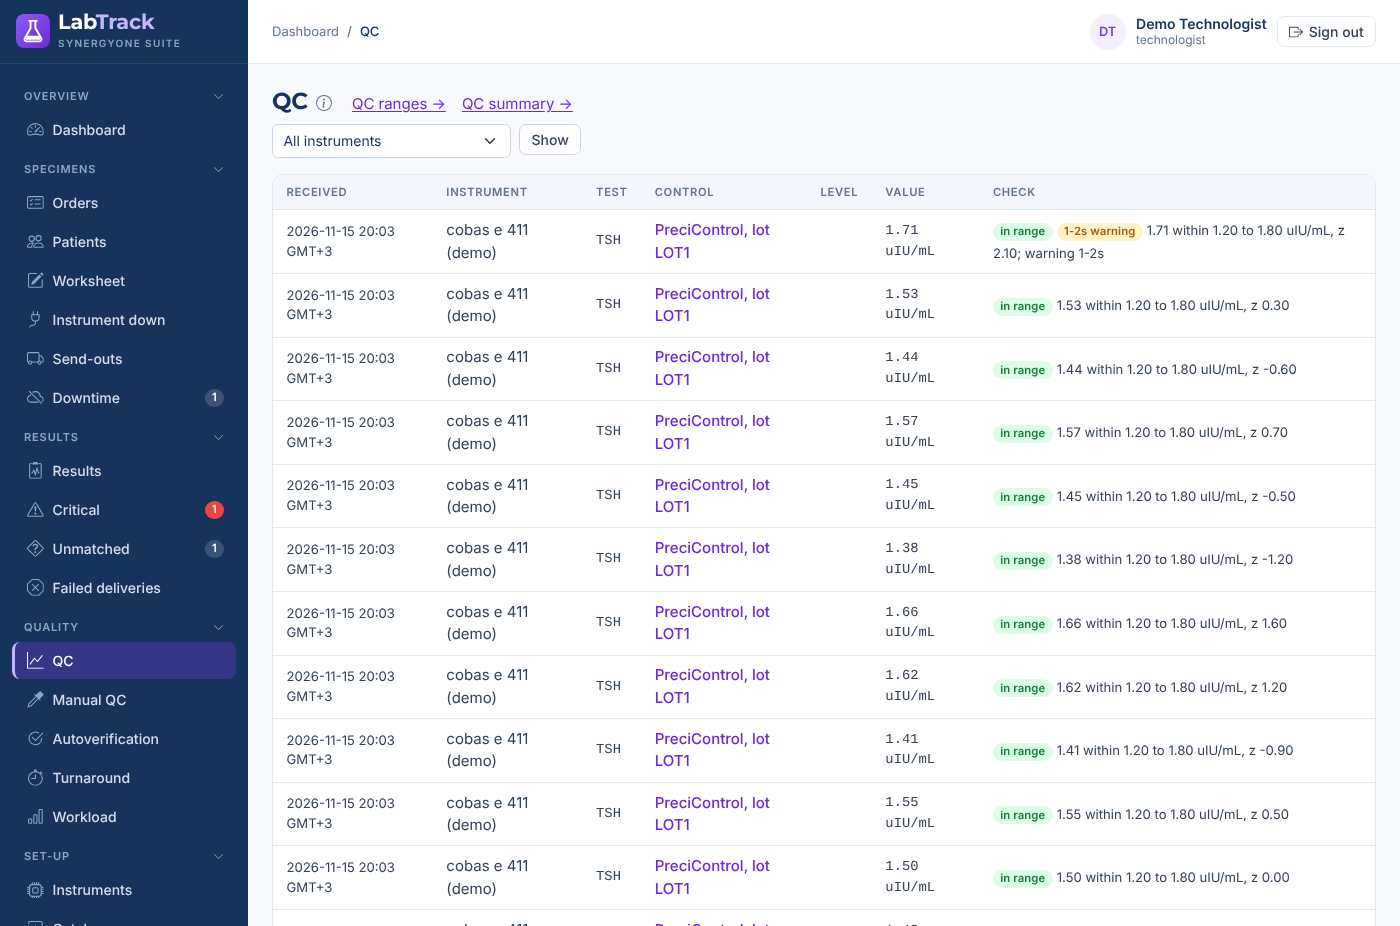 LabTrack
SYNERGYONE SUITE
OVERVIEW
Dashboard
SPECIMENS
Orders
Patients
Worksheet
Instrument down
Send-outs
Downtime 1
RESULTS
Results
Critical 1
Unmatched 1
Failed deliveries
QUALITY
QC
Manual QC
Autoverification
Turnaround
Workload
SET-UP
Instruments
Dashboard / QC
DT
Demo Technologist
technologist
Sign out
QC QC ranges → QC summary →
All instruments Show
RECEIVED INSTRUMENT TEST CONTROL LEVEL VALUE CHECK
2026-11-15 20:03 cobas e 411 TSH PreciControl, lot 1.71 in range 1-2s warning 1.71 within 1.20 to 1.80 uIU/mL, z
GMT+3 (demo) LOT1 uIU/mL 2.10; warning 1-2s
2026-11-15 20:03 cobas e 411 TSH PreciControl, lot 1.53 in range 1.53 within 1.20 to 1.80 uIU/mL, z 0.30
GMT+3 (demo) LOT1 uIU/mL
2026-11-15 20:03 cobas e 411 TSH PreciControl, lot 1.44 in range 1.44 within 1.20 to 1.80 uIU/mL, z -0.60
GMT+3 (demo) LOT1 uIU/mL
2026-11-15 20:03 cobas e 411 TSH PreciControl, lot 1.57 in range 1.57 within 1.20 to 1.80 uIU/mL, z 0.70
GMT+3 (demo) LOT1 uIU/mL
2026-11-15 20:03 cobas e 411 TSH PreciControl, lot 1.45 in range 1.45 within 1.20 to 1.80 uIU/mL, z -0.50
GMT+3 (demo) LOT1 uIU/mL
2026-11-15 20:03 cobas e 411 TSH PreciControl, lot 1.38 in range 1.38 within 1.20 to 1.80 uIU/mL, z -1.20
GMT+3 (demo) LOT1 uIU/mL
2026-11-15 20:03 cobas e 411 TSH PreciControl, lot 1.66 in range 1.66 within 1.20 to 1.80 uIU/mL, z 1.60
GMT+3 (demo) LOT1 uIU/mL
2026-11-15 20:03 cobas e 411 TSH PreciControl, lot 1.62 in range 1.62 within 1.20 to 1.80 uIU/mL, z 1.20
GMT+3 (demo) LOT1 uIU/mL
2026-11-15 20:03 cobas e 411 TSH PreciControl, lot 1.41 in range 1.41 within 1.20 to 1.80 uIU/mL, z -0.90
GMT+3 (demo) LOT1 uIU/mL
2026-11-15 20:03 cobas e 411 TSH PreciControl, lot 1.55 in range 1.55 within 1.20 to 1.80 uIU/mL, z 0.50
GMT+3 (demo) LOT1 uIU/mL
2026-11-15 20:03 cobas e 411 TSH PreciControl, lot 1.50 in range 1.50 within 1.20 to 1.80 uIU/mL, z 0.00
GMT+3 (demo) LOT1 uIU/mL